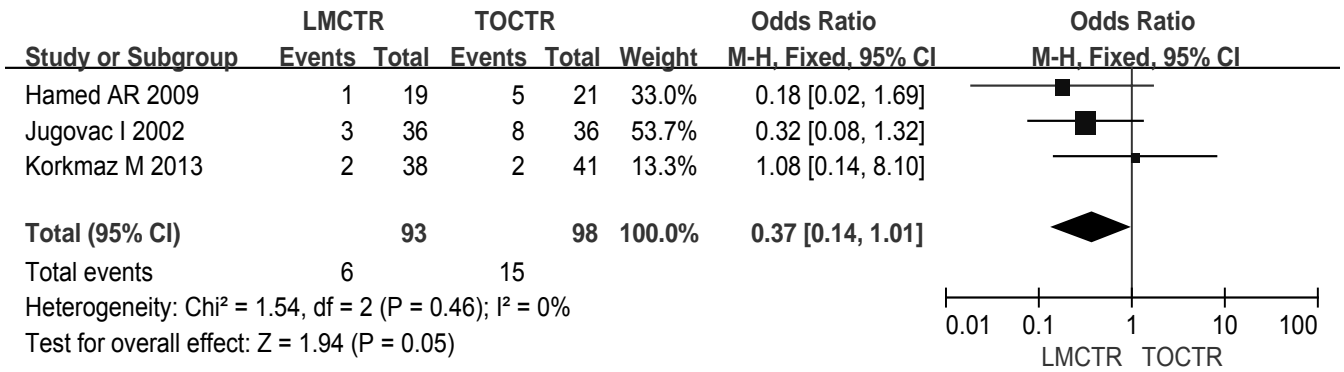 LMCTR TOCTR Odds Ratio Odds Ratio
Study or Subgroup Events Total Events Total Weight M-H, Fixed, 95% CI M-H, Fixed, 95% CI
Hamed AR 2009 1 19 5 21 33.0% 0.18 [0.02, 1.69]
Jugovac I 2002 3 36 8 36 53.7% 0.32 [0.08, 1.32]
Korkmaz M 2013 2 38 2 41 13.3% 1.08 [0.14, 8.10]
Total (95% CI) 93 98 100.0% 0.37 [0.14, 1.01]
Total events 6 15
Heterogeneity: Chi² = 1.54, df = 2 (P = 0.46); I² = 0%
Test for overall effect: Z = 1.94 (P = 0.05)
0.01 0.1 1 10 100
LMCTR TOCTR